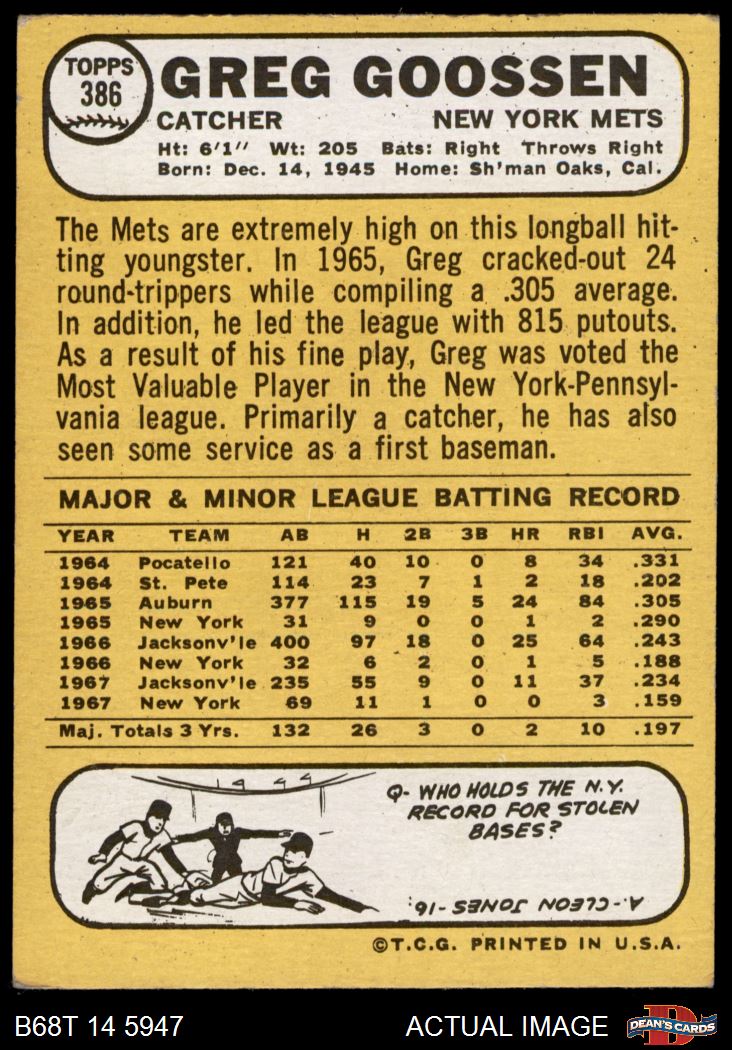 TOPPS
386
GREG GOOSSEN
CATCHER NEW YORK METS
Ht: 6'1" Wt: 205 Bats: Right Throws Right
Born: Dec. 14, 1945 Home: Sh'man Oaks, Cal.
The Mets are extremely high on this longball hit-
ting youngster. In 1965, Greg cracked-out 24
round-trippers while compiling a .305 average.
In addition, he led the league with 815 putouts.
As a result of his fine play, Greg was voted the
Most Valuable Player in the New York-Pennsyl-
vania league. Primarily a catcher, he has also
seen some service as a first baseman.
MAJOR & MINOR LEAGUE BATTING RECORD
YEAR TEAM AB H 2B 3B HR RBI AVG.
1964 Pocatello 121 40 10 0 8 34 .331
1964 St. Pete 114 23 7 1 2 18 .202
1965 Auburn 377 115 19 5 24 84 .305
1965 New York 31 9 0 0 1 2 .290
1966 Jacksonv'le 400 97 18 0 25 64 .243
1966 New York 32 6 2 0 1 5 .188
1967 Jacksonv'le 235 55 9 0 11 37 .234
1967 New York 69 11 1 0 0 3 .159
Maj. Totals 3 Yrs. 132 26 3 0 2 10 .197
Q- WHO HOLDS THE N.Y.
RECORD FOR STOLEN
BASES?
A.- CLEON JONES -16.
©T.C.G. PRINTED IN U.S.A.
B68T 14 5947 ACTUAL IMAGE
D
DEAN'S CARDS